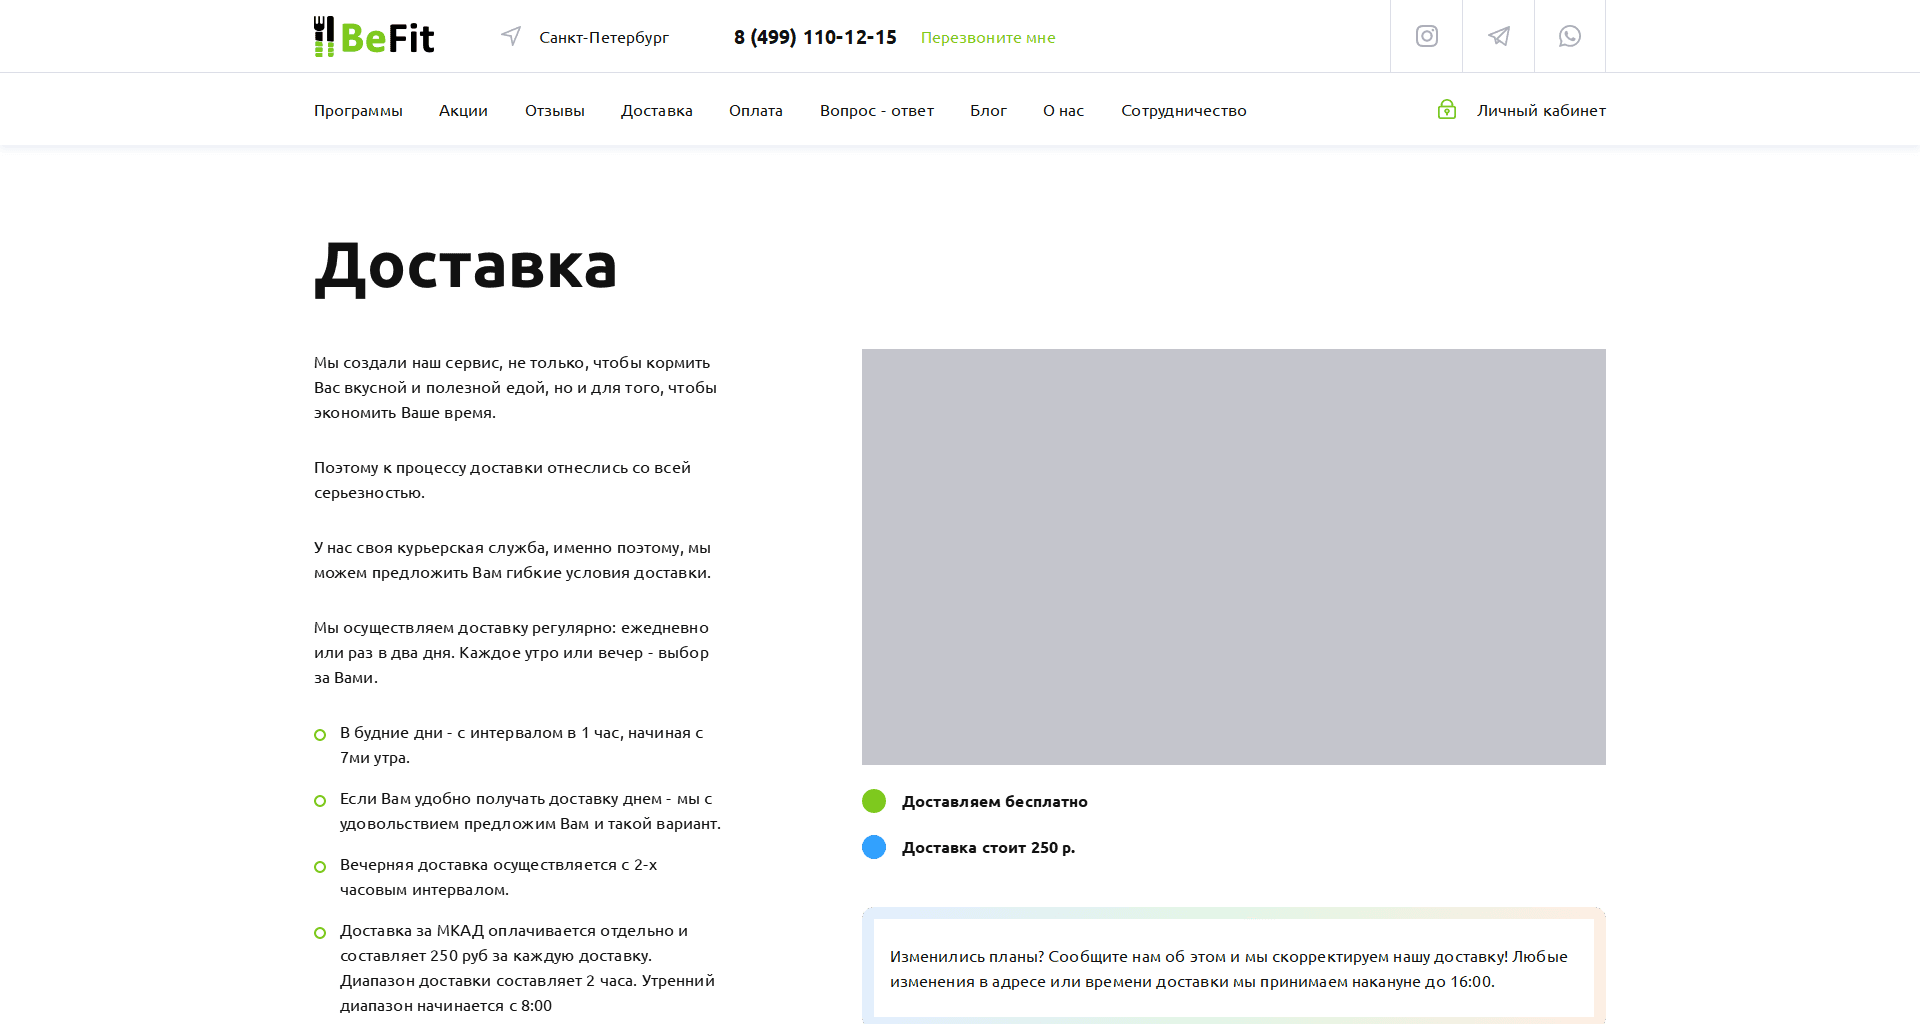 BeFit
Санкт-Петербург
8 (499) 110-12-15
Перезвоните мне
Программы
Акции
Отзывы
Доставка
Оплата
Вопрос - ответ
Блог
О нас
Сотрудничество
Личный кабинет
Доставка
Мы создали наш сервис, не только, чтобы кормить
Вас вкусной и полезной едой, но и для того, чтобы
экономить Ваше время.
Поэтому к процессу доставки отнеслись со всей
серьезностью.
У нас своя курьерская служба, именно поэтому, мы
можем предложить Вам гибкие условия доставки.
Мы осуществляем доставку регулярно: ежедневно
или раз в два дня. Каждое утро или вечер - выбор
за Вами.
В будние дни - с интервалом в 1 час, начиная с
7ми утра.
Если Вам удобно получать доставку днем - мы с
удовольствием предложим Вам и такой вариант.
Вечерняя доставка осуществляется с 2-х
часовым интервалом.
Доставка за МКАД оплачивается отдельно и
составляет 250 руб за каждую доставку.
Диапазон доставки составляет 2 часа. Утренний
диапазон начинается с 8:00
Доставляем бесплатно
Доставка стоит 250 р.
Изменились планы? Сообщите нам об этом и мы скорректируем нашу доставку! Любые
изменения в адресе или времени доставки мы принимаем накануне до 16:00.